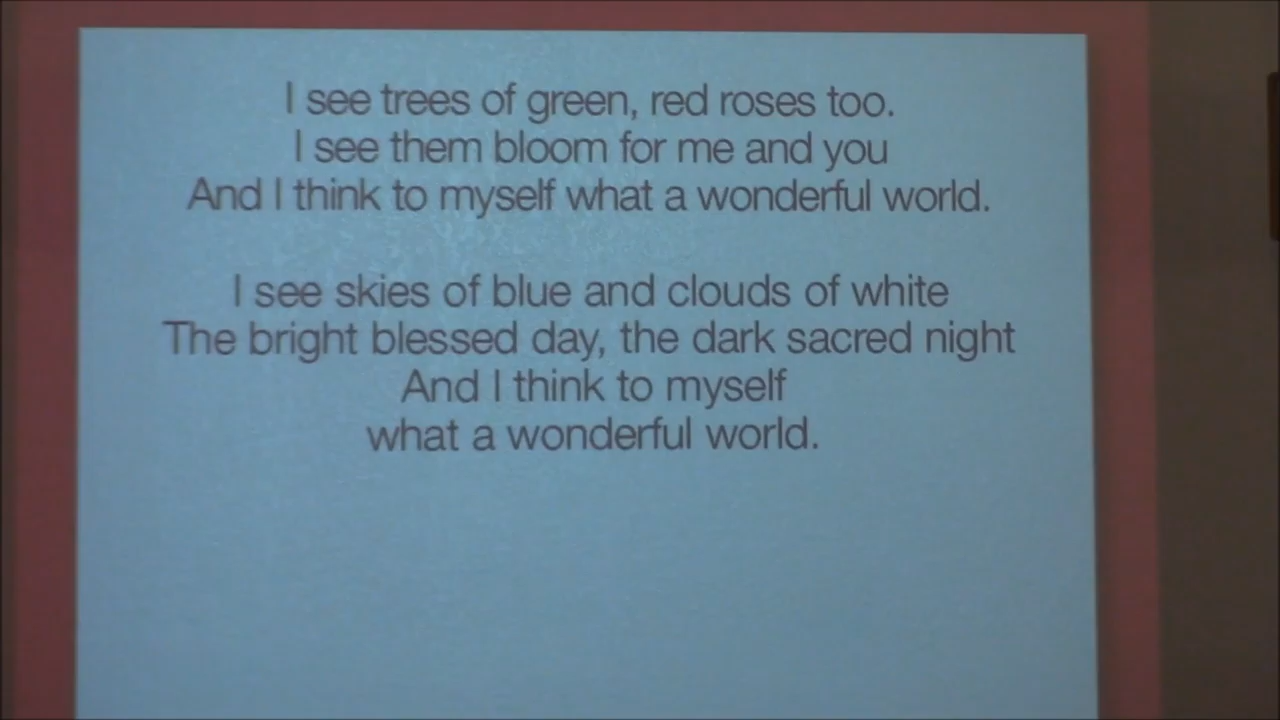 I see trees of green, red roses too.
I see them bloom for me and you
And I think to myself what a wonderful world.
I see skies of blue and clouds of white
The bright blessed day, the dark sacred night
And I think to myself
what a wonderful world.